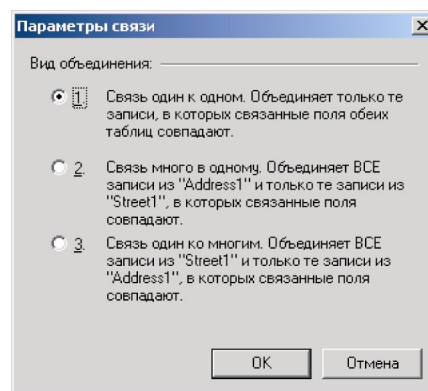 Параметры связи
Вид объединения:
1. Связь один к одном. Объединяет только те
записи, в которых связанные поля обеих
таблиц совпадают.
2. Связь много в одному. Объединяет ВСЕ
записи из "Address1" и только те записи из
"Street1", в которых связанные поля
совпадают.
3. Связь один ко многим. Объединяет ВСЕ
записи из "Street1" и только те записи из
"Address1", в которых связанные поля
совпадают.
OK Отмена